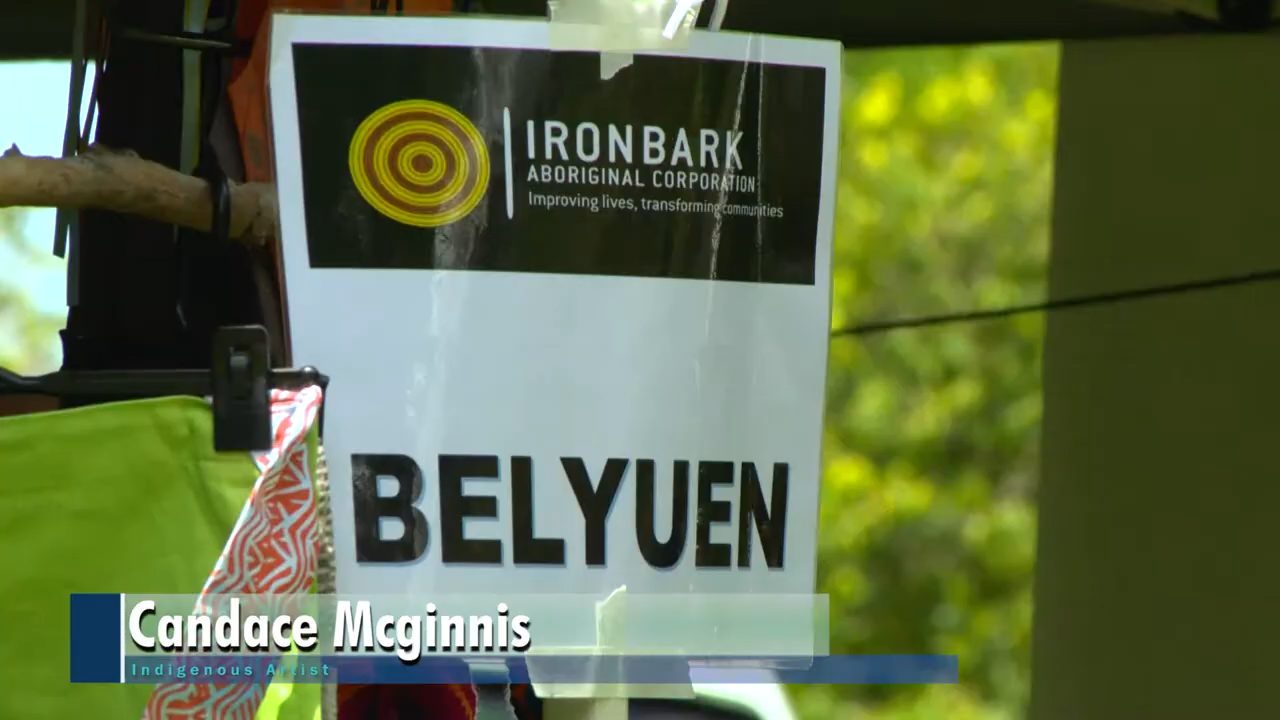 IRONBARK
ABORIGINAL CORPORATION
Improving lives, transforming communities
BELYUEN
Candace Mcginnis
Indigenous Artist